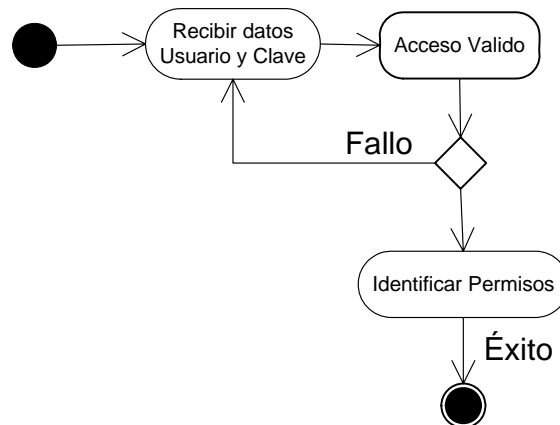 Recibir datos
Usuario y Clave
Acceso Valido
Fallo
Identificar Permisos
Éxito